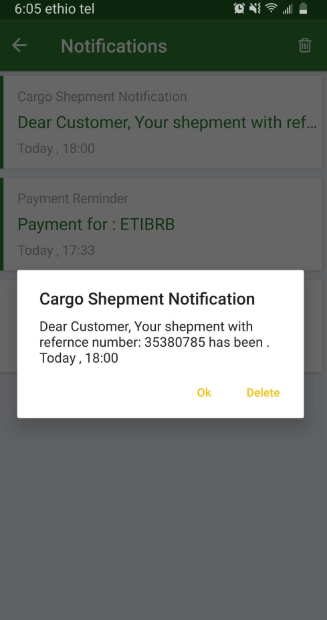 6:05 ethio tel
Notifications
Cargo Shepment Notification
Dear Customer, Your shepment with ref...
Today , 18:00
Payment Reminder
Payment for : ETIBRB
Today , 17:33
Cargo Shepment Notification
Dear Customer, Your shepment with
refernce number: 35380785 has been .
Today , 18:00
Ok Delete